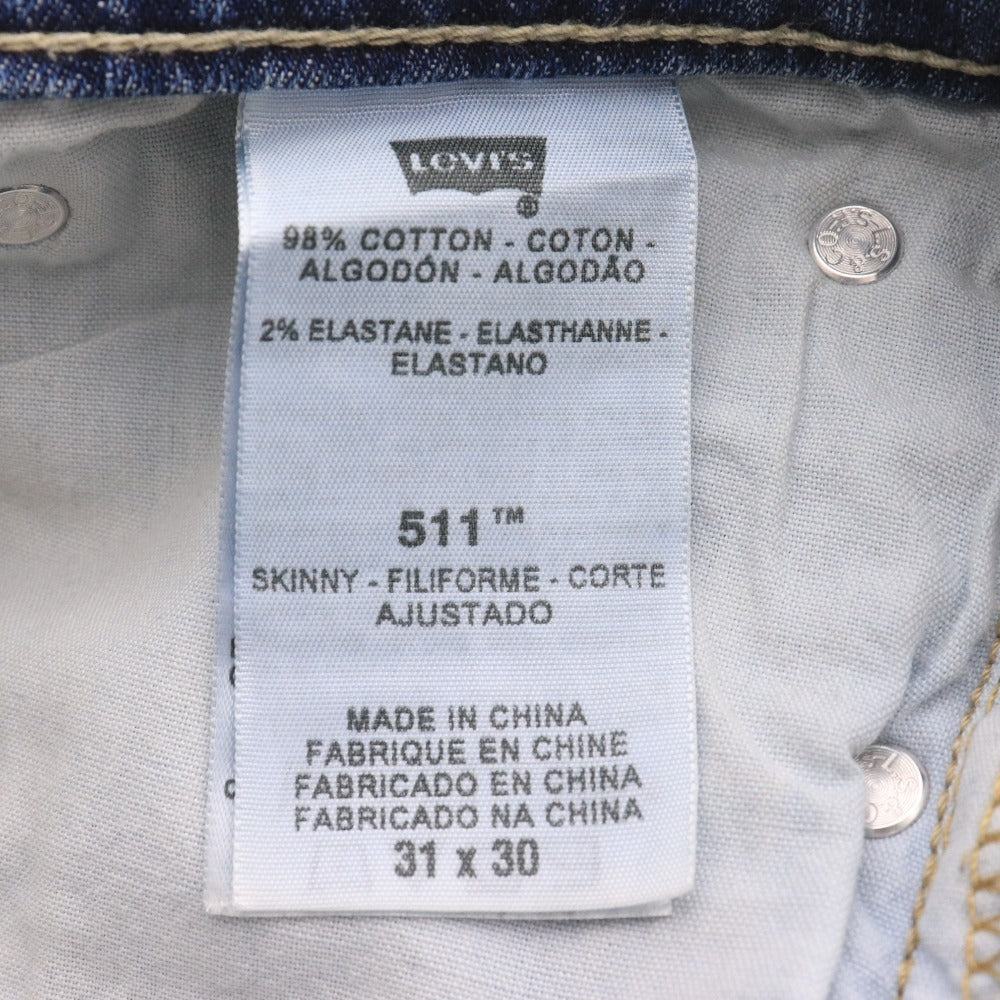 LEVI'S
®
98% COTTON - COTON -
ALGODÓN - ALGODÃO
2% ELASTANE - ELASTHANNE -
ELASTANO
511™
SKINNY - FILIFORME - CORTE
AJUSTADO
MADE IN CHINA
FABRIQUE EN CHINE
FABRICADO EN CHINA
FABRICADO NA CHINA
31 x 30